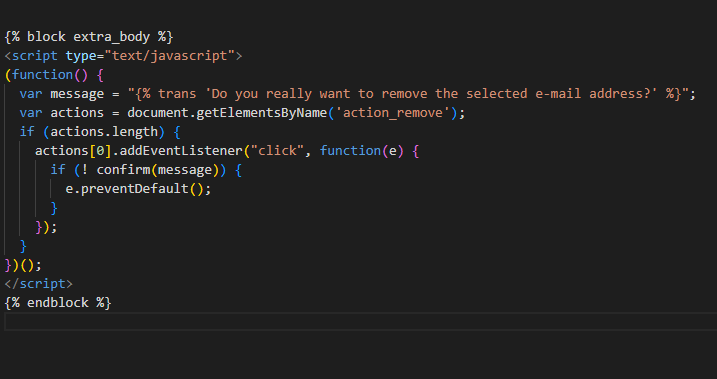 {% block extra_body %}
<script type="text/javascript">
(function() {
  var message = "{% trans 'Do you really want to remove the selected e-mail address?' %}";
  var actions = document.getElementsByName('action_remove');
  if (actions.length) {
    actions[0].addEventListener("click", function(e) {
      if (! confirm(message)) {
        e.preventDefault();
      }
    });
  }
})();
</script>
{% endblock %}